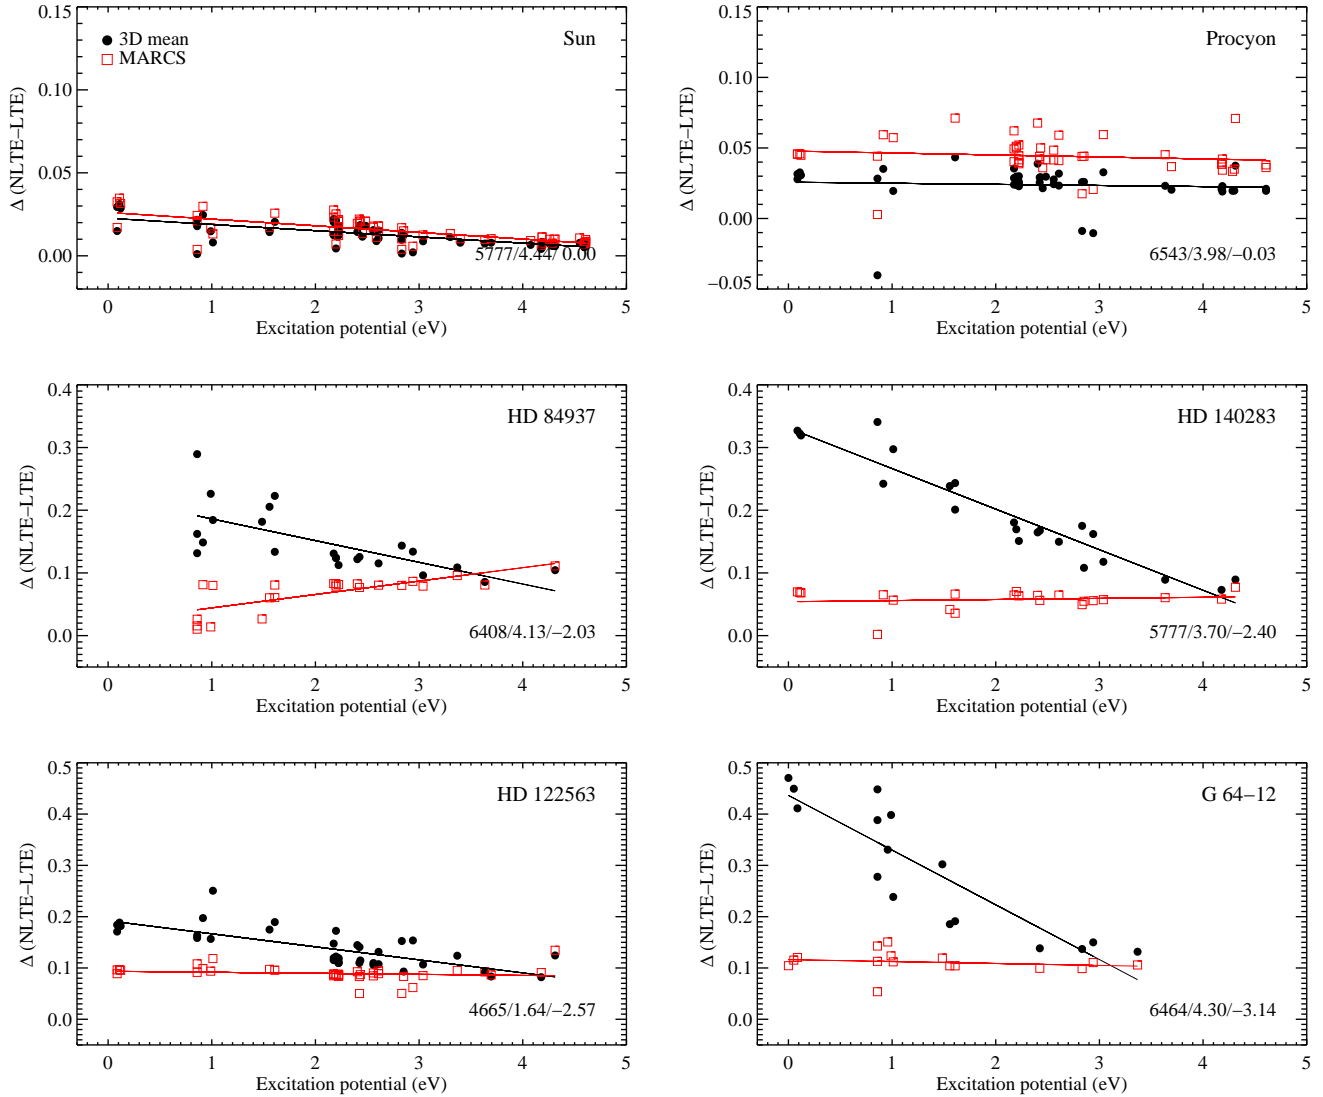 0.15
0.10
0.05
0.00
Δ (NLTE−LTE)
3D mean
MARCS
Sun
5777/4.44/ 0.00
0 1 2 3 4 5
Excitation potential (eV)
0.15
0.10
0.05
0.00
−0.05
Δ (NLTE−LTE)
Procyon
6543/3.98/−0.03
0 1 2 3 4 5
Excitation potential (eV)
0.4
0.3
0.2
0.1
0.0
Δ (NLTE−LTE)
HD 84937
6408/4.13/−2.03
0 1 2 3 4 5
Excitation potential (eV)
0.4
0.3
0.2
0.1
0.0
Δ (NLTE−LTE)
HD 140283
5777/3.70/−2.40
0 1 2 3 4 5
Excitation potential (eV)
0.5
0.4
0.3
0.2
0.1
0.0
Δ (NLTE−LTE)
HD 122563
4665/1.64/−2.57
0 1 2 3 4 5
Excitation potential (eV)
0.5
0.4
0.3
0.2
0.1
0.0
Δ (NLTE−LTE)
G 64−12
6464/4.30/−3.14
0 1 2 3 4 5
Excitation potential (eV)